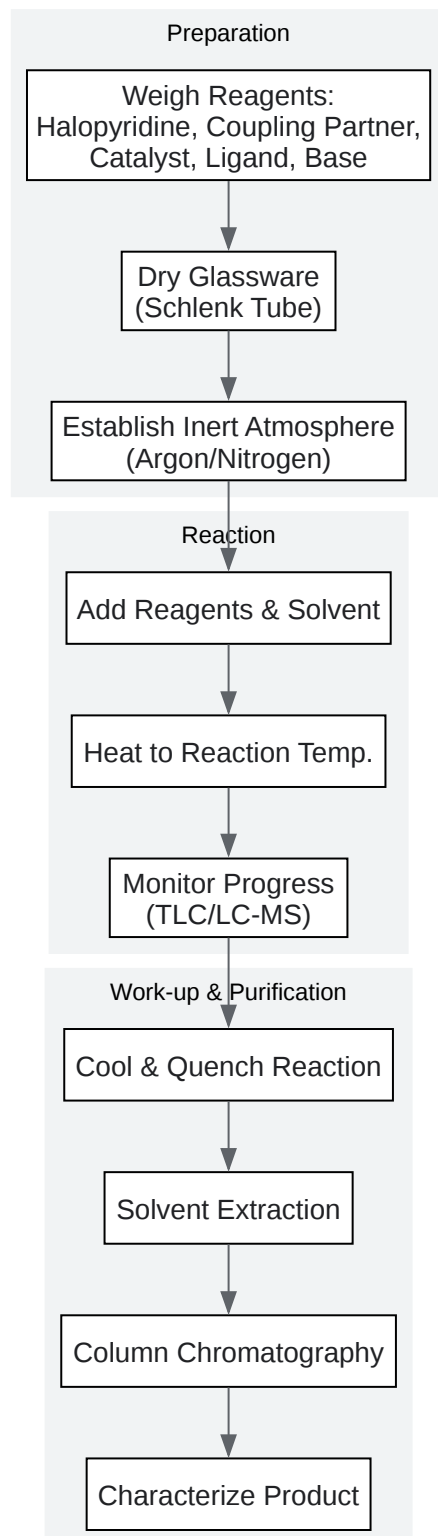 Preparation
Weigh Reagents:
Halopyridine, Coupling Partner,
Catalyst, Ligand, Base
Dry Glassware
(Schlenk Tube)
Establish Inert Atmosphere
(Argon/Nitrogen)
Reaction
Add Reagents & Solvent
Heat to Reaction Temp.
Monitor Progress
(TLC/LC-MS)
Work-up & Purification
Cool & Quench Reaction
Solvent Extraction
Column Chromatography
Characterize Product